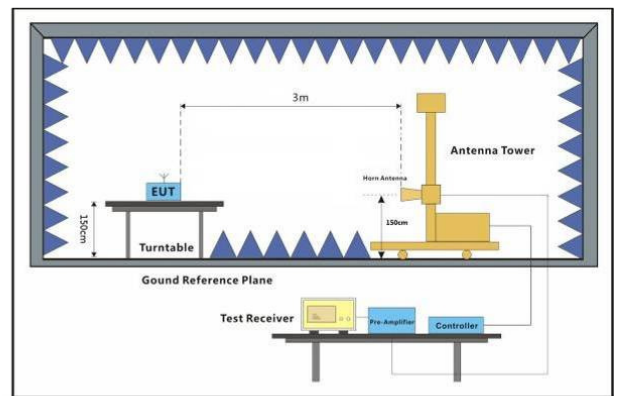 3m
Antenna Tower
Horn Antenna
EUT
150cm
150cm
Turntable
Gound Reference Plane
Test Receiver
Pre-Amplifier
Controller